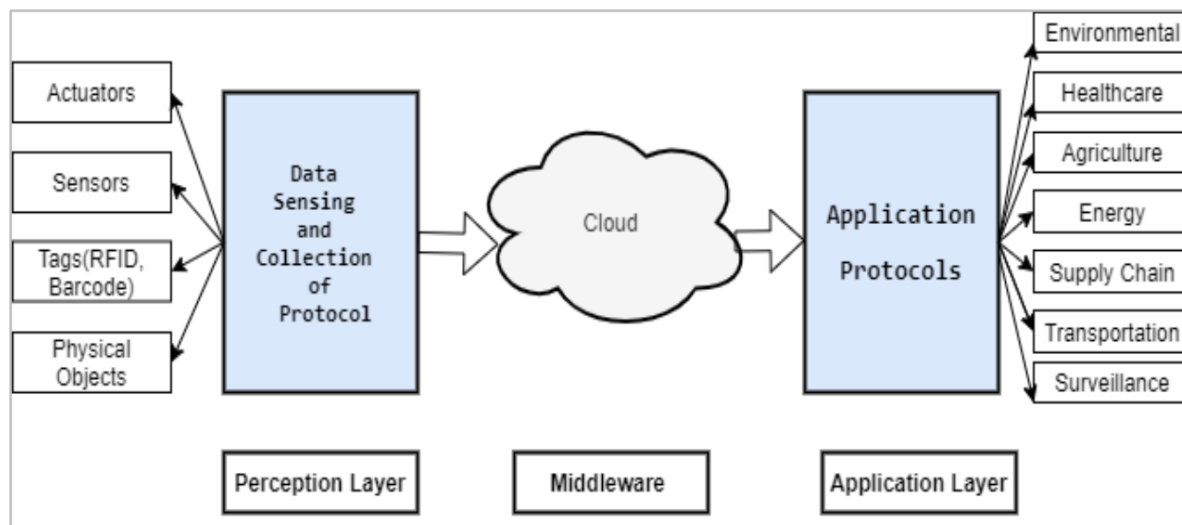 Actuators
Sensors
Tags(RFID,
Barcode)
Physical
Objects
Data
Sensing
and
Collection
of
Protocol
Cloud
Application
Protocols
Environmental
Healthcare
Agriculture
Energy
Supply Chain
Transportation
Surveillance
Perception Layer
Middleware
Application Layer